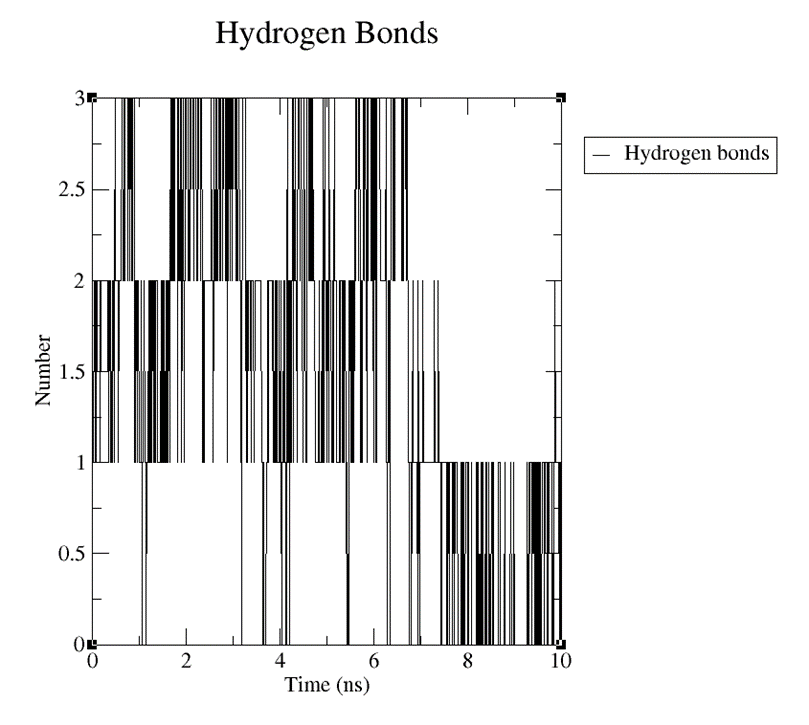 Hydrogen Bonds
Hydrogen bonds
3
2.5
2
1.5
1
0.5
0
Number
0 2 4 6 8 10
Time (ns)